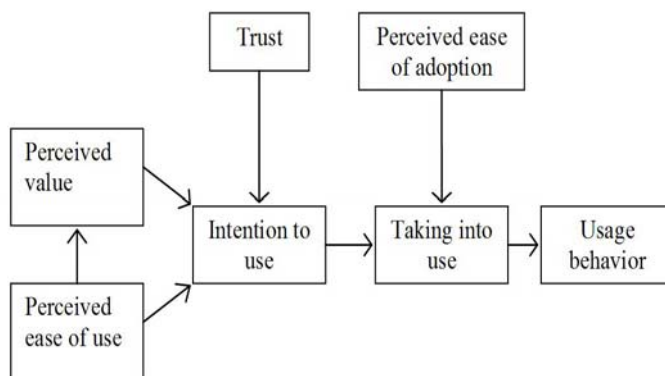 Trust
Perceived ease
of adoption
Perceived
value
Intention to
use
Taking into
use
Usage
behavior
Perceived
ease of use